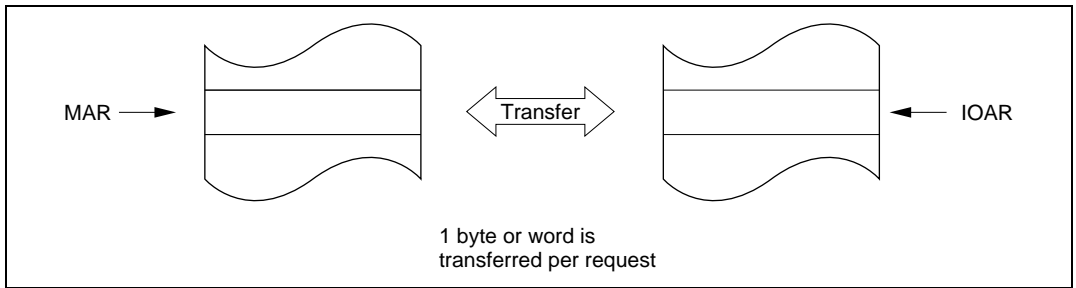 MAR
Transfer
IOAR
1 byte or word is
transferred per request